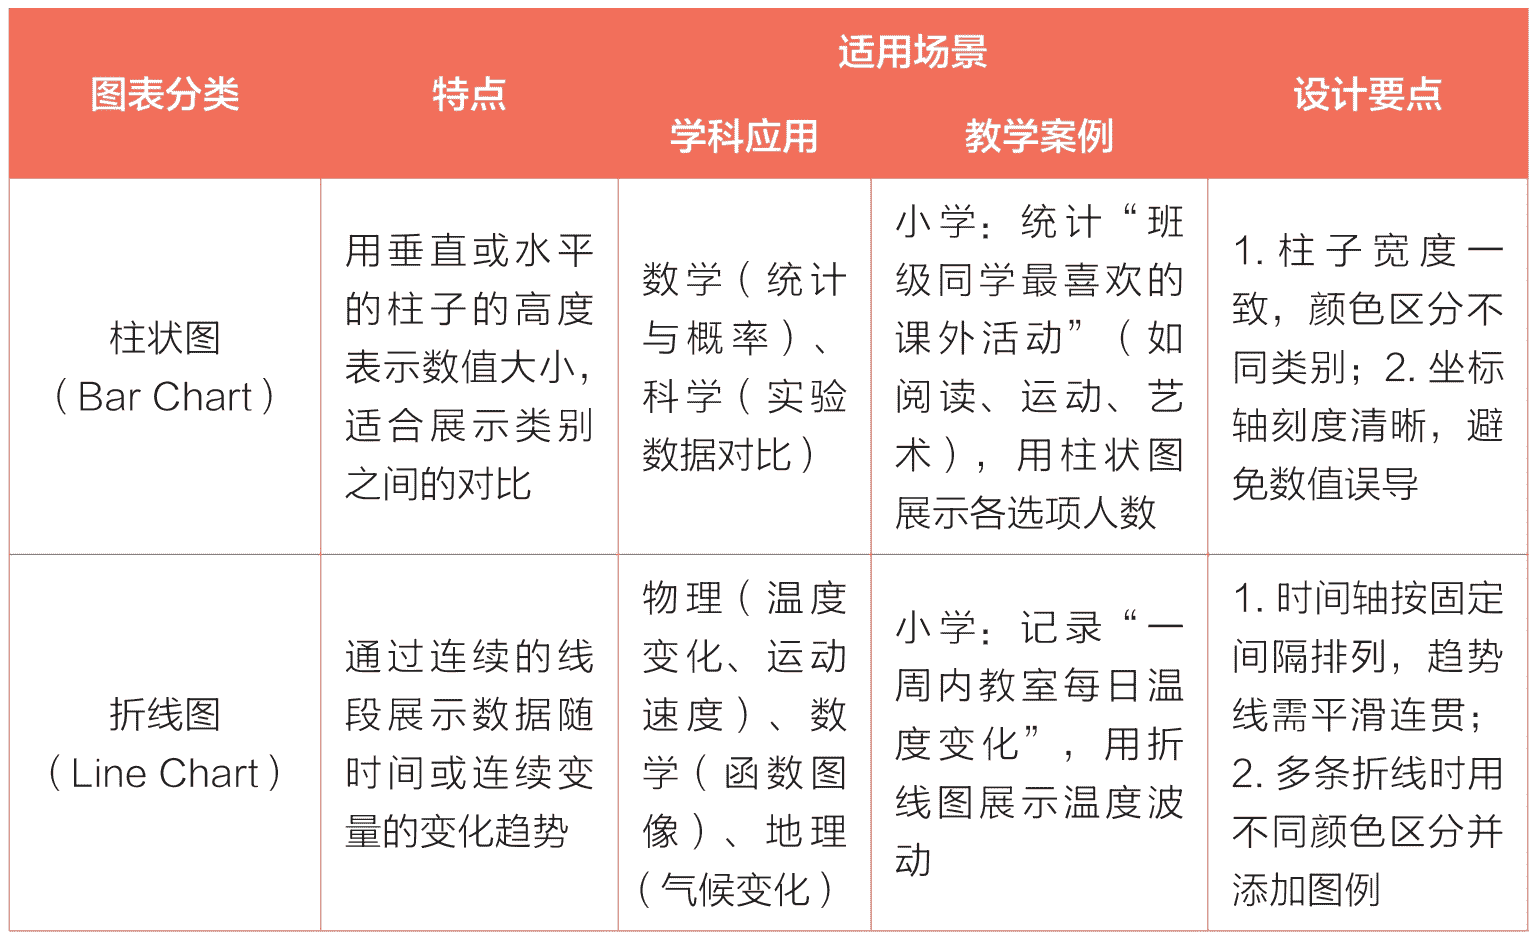 图表分类
特点
适用场景
学科应用
教学案例
设计要点
柱状图
（Bar Chart）
用垂直或水平
的柱子的高度
表示数值大小，
适合展示类别
之间的对比
数学（统计
与概率）、
科学（实验
数据对比）
小学：统计“班
级同学最喜欢的
课外活动”（如
阅读、运动、艺
术），用柱状图
展示各选项人数
1. 柱子宽度一
致，颜色区分不
同类别；2. 坐标
轴刻度清晰，避
免数值误导
折线图
（Line Chart）
通过连续的线
段展示数据随
时间或连续变
量的变化趋势
物理（温度
变化、运动
速度）、数
学（函数图
像）、地理
（气候变化）
小学：记录“一
周内教室每日温
度变化”，用折
线图展示温度波
动
1. 时间轴按固定
间隔排列，趋势
线需平滑连贯；
2. 多条折线时用
不同颜色区分并
添加图例